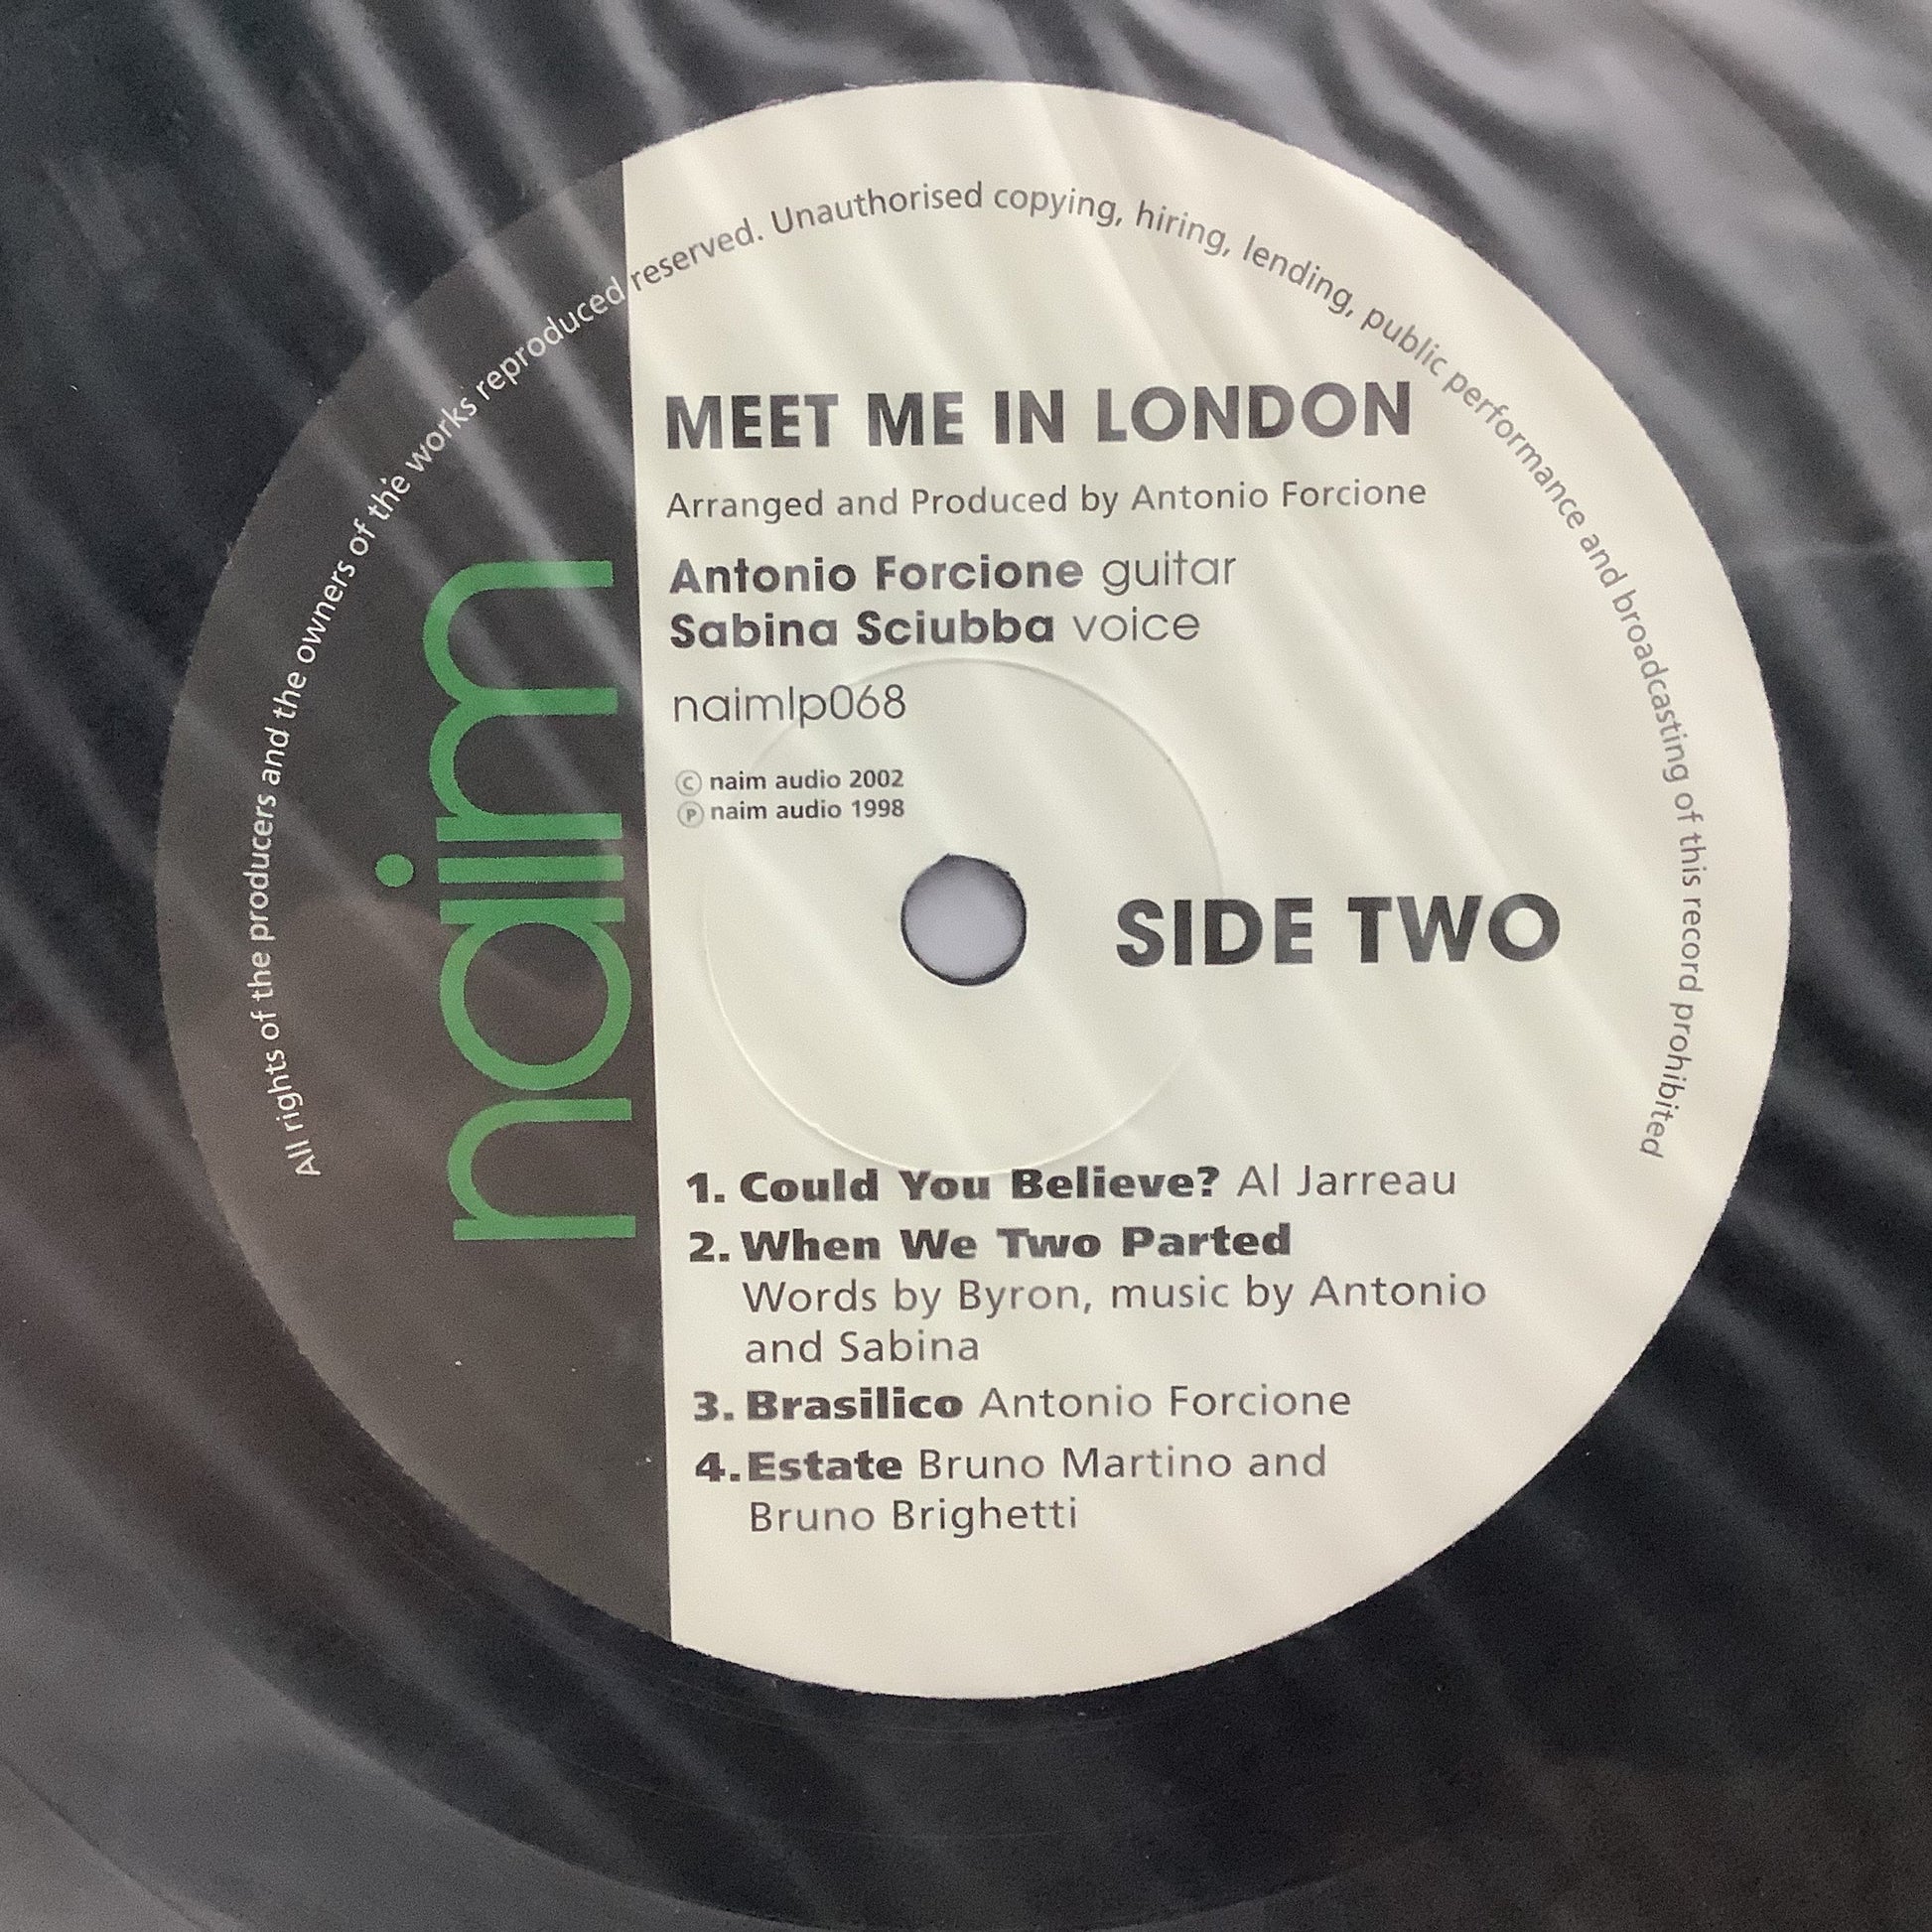 All rights of the producers and the owners of the works reproduced reserved. Unauthorised copying, hiring, lending, public performance and broadcasting of this record prohibited
naim
MEET ME IN LONDON
Arranged and Produced by Antonio Forcione
Antonio Forcione guitar
Sabina Sciubba voice
naimlp068
© naim audio 2002
℗ naim audio 1998
SIDE TWO
1. Could You Believe? Al Jarreau
2. When We Two Parted
Words by Byron, music by Antonio
and Sabina
3. Brasilico Antonio Forcione
4. Estate Bruno Martino and
Bruno Brighetti